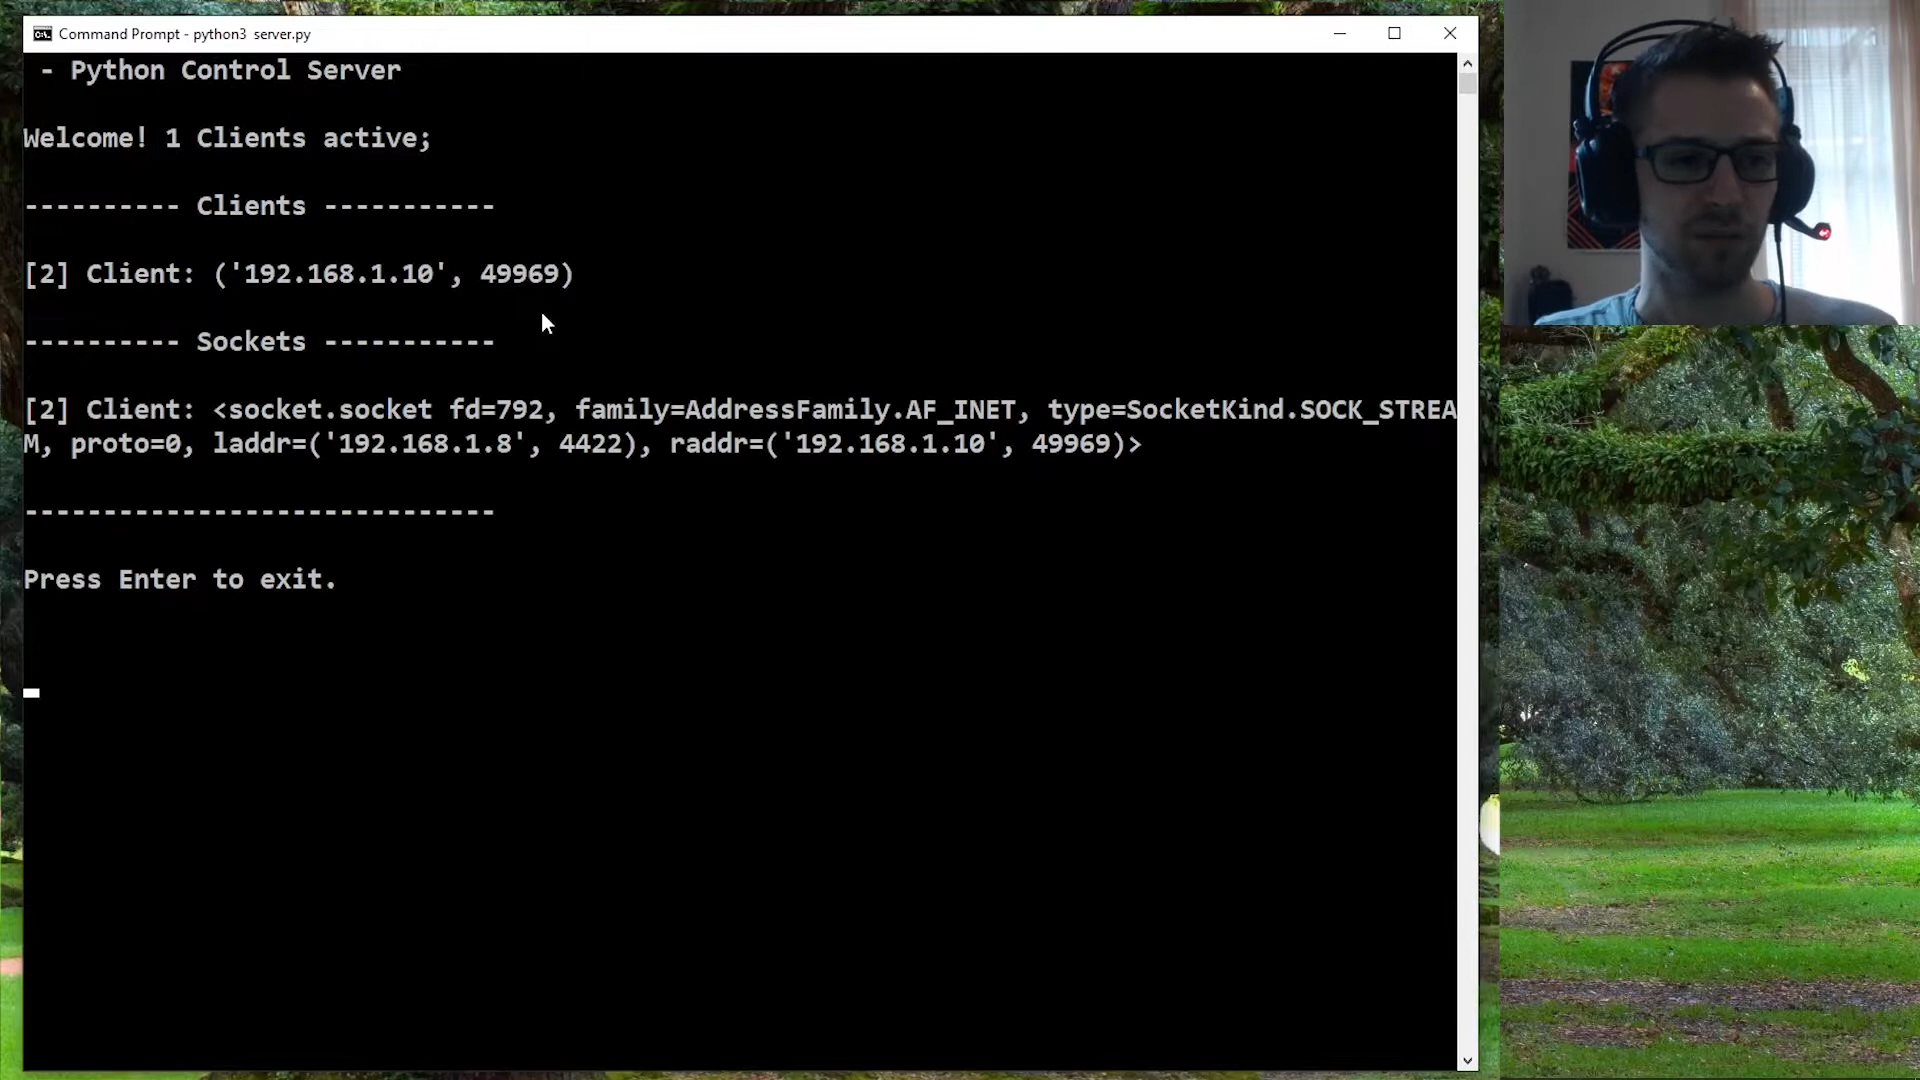 Command Prompt - python3  server.py
- Python Control Server
Welcome! 1 Clients active;
---------- Clients -----------
[2] Client: ('192.168.1.10', 49969)
---------- Sockets -----------
[2] Client: <socket.socket fd=792, family=AddressFamily.AF_INET, type=SocketKind.SOCK_STREA
M, proto=0, laddr=('192.168.1.8', 4422), raddr=('192.168.1.10', 49969)>
------------------------------
Press Enter to exit.